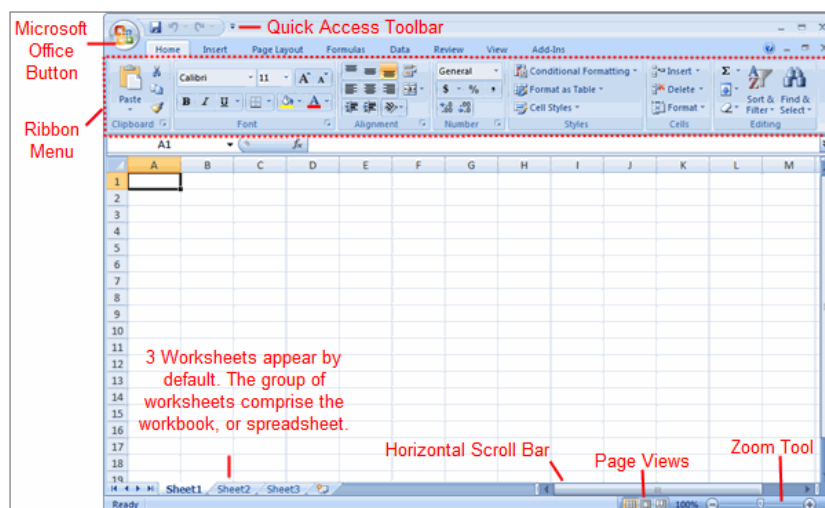 Microsoft
Office
Button
Quick Access Toolbar
Home Insert Page Layout Formulas Data Review View Add-Ins
Ribbon
Menu
Paste
Calibri 11 A A
B I U A
General
$ % ,
.0 .00
.00 .0
Conditional Formatting
Format as Table
Cell Styles
Insert
Delete
Format
Σ
Sort &
Filter
Find &
Select
Clipboard Font Alignment Number Styles Cells Editing
A1 fx
A B C D E F G H I J K L M
1
2
3
4
5
6
7
8
9
10
11
12
13
14
15
16
17
18
19
3 Worksheets appear by
default. The group of
worksheets comprise the
workbook, or spreadsheet.
Horizontal Scroll Bar
Page Views
Zoom Tool
Sheet1 Sheet2 Sheet3
Ready 100%